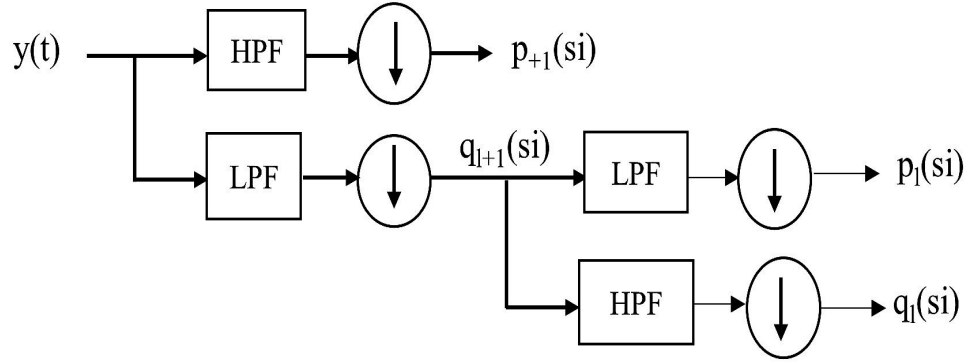 y(t)
HPF
p+1(si)
LPF
ql+1(si)
LPF
pl(si)
HPF
ql(si)